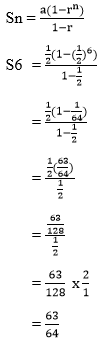 Sn = a(1−rⁿ)/1−r
S6 = ½(1−(½)⁶)/1−½
= ½(1−1/64)/1−½
= ½(63/64)/½
= 63/128/½
= 63/128 x 2/1
= 63/64